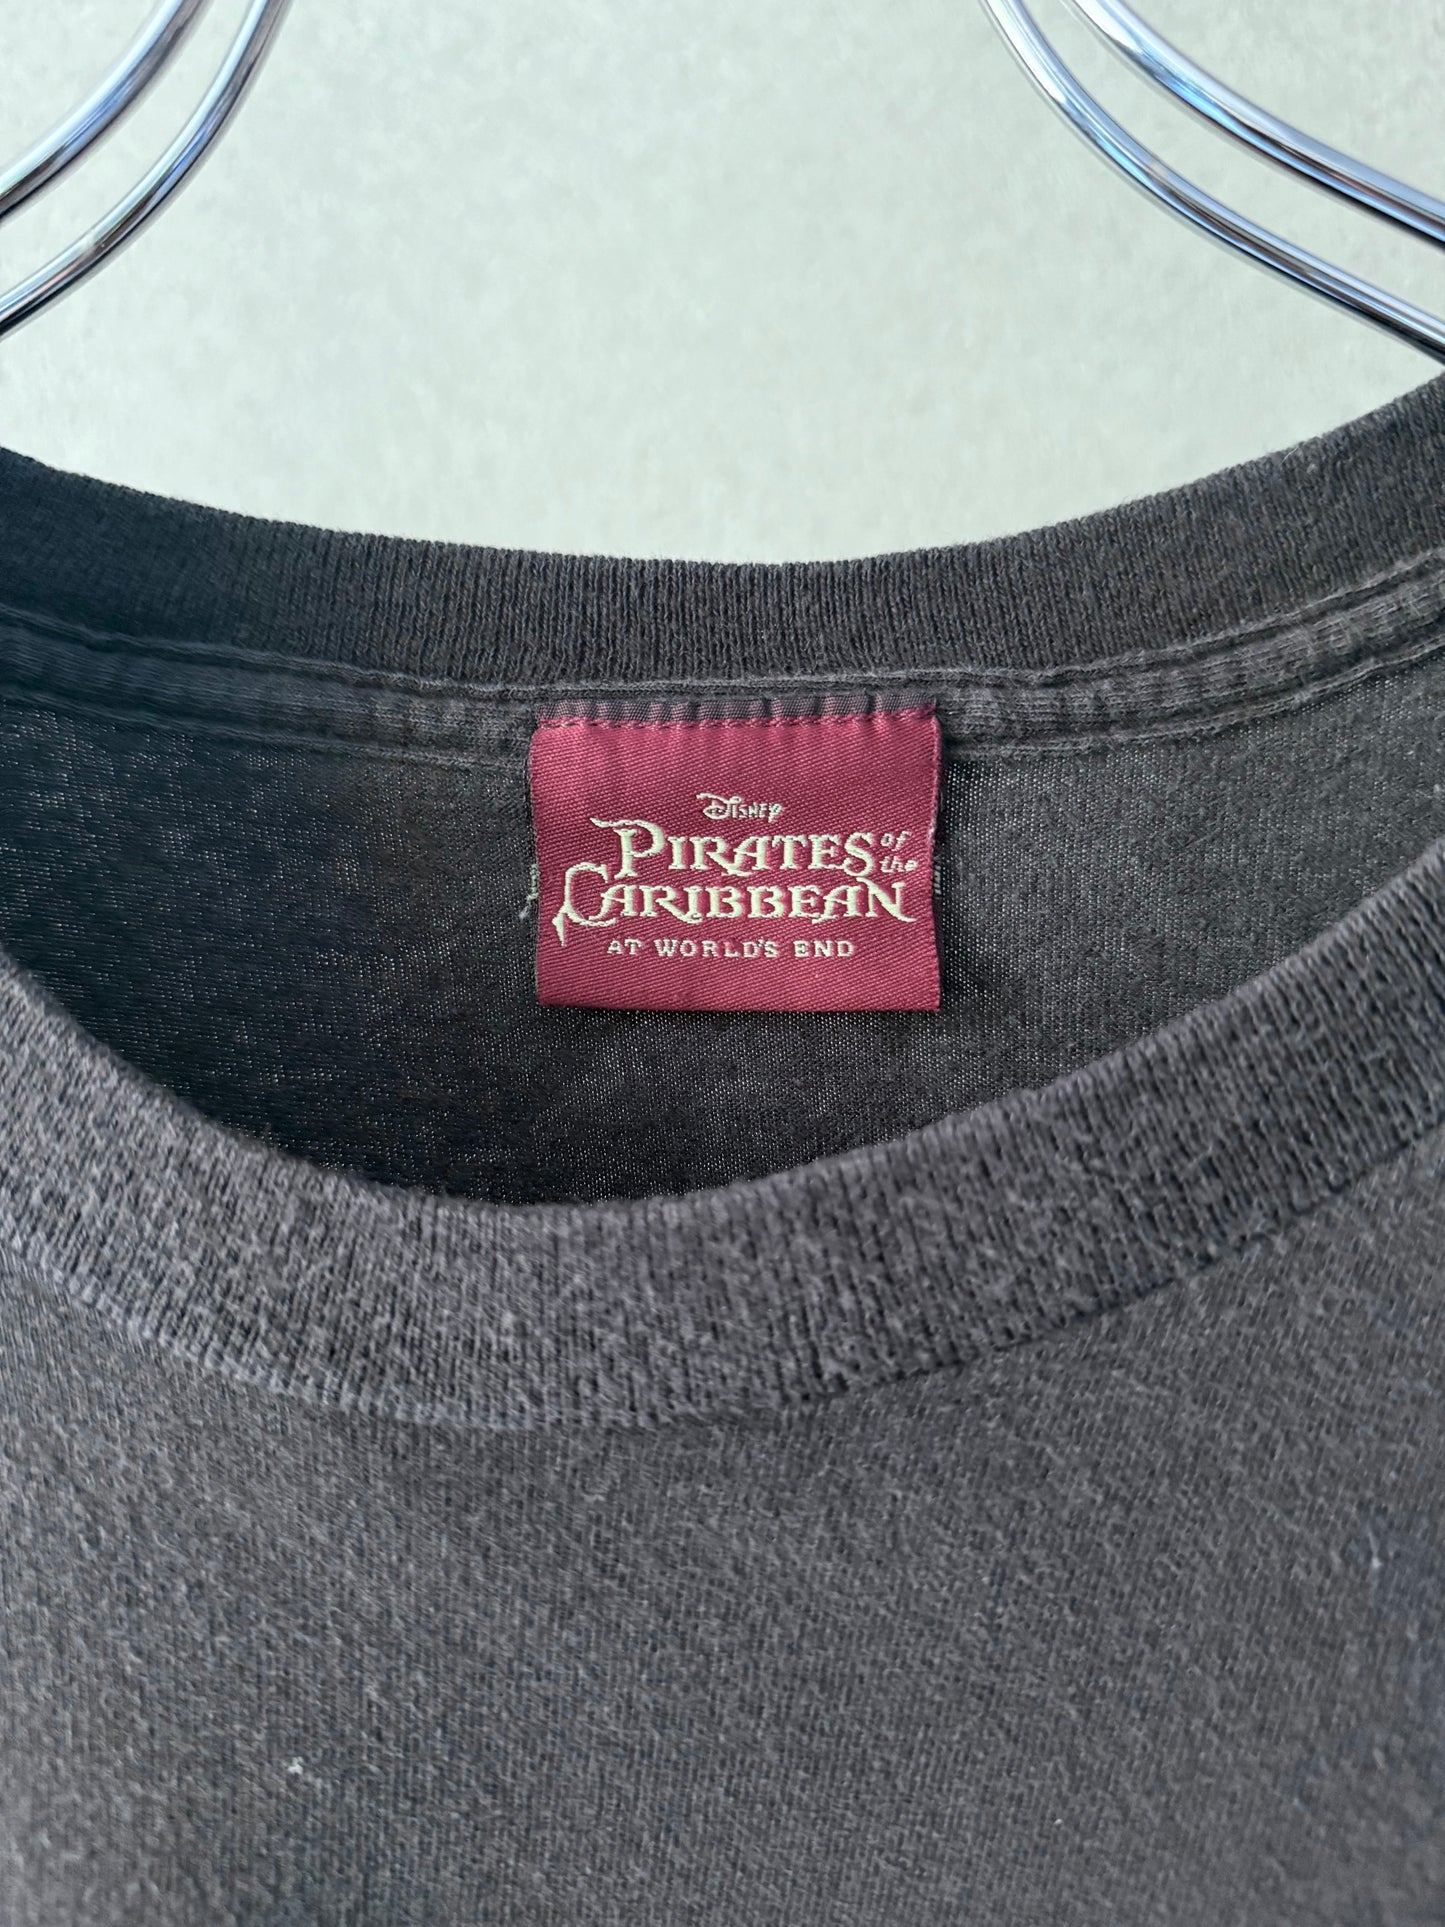 Disney
PIRATES of the
CARIBBEAN
AT WORLD'S END